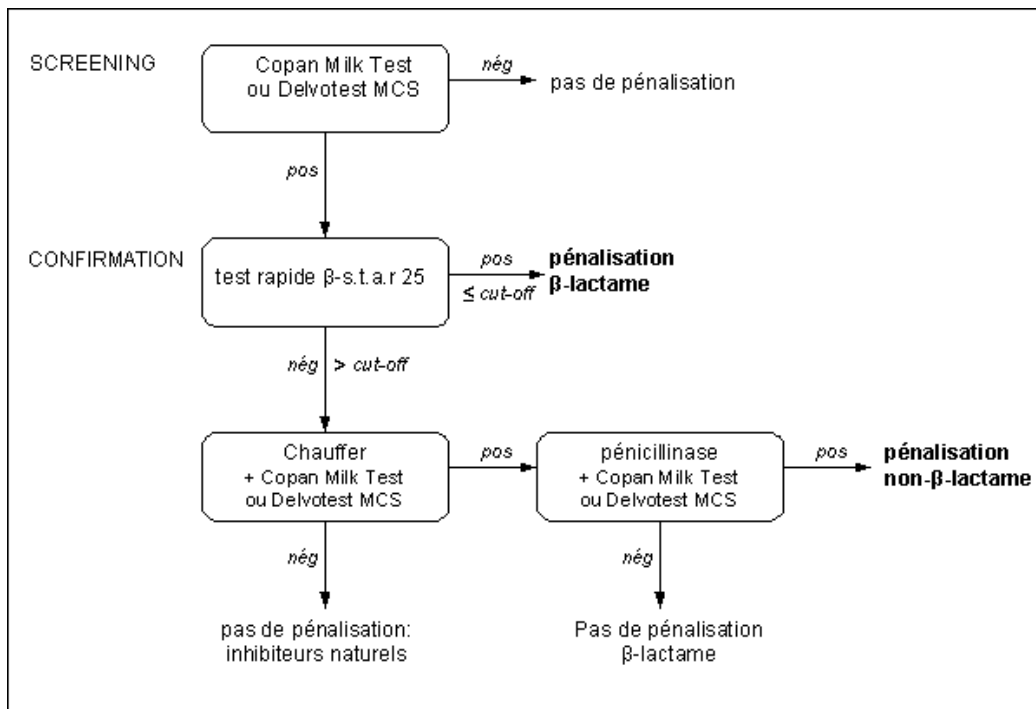 SCREENING
Copan Milk Test
ou Delvotest MCS
nég
pas de pénalisation
pos
CONFIRMATION
test rapide β-s.t.a.r 25
pos
≤ cut-off
pénalisation
β-lactame
nég > cut-off
Chauffer
+ Copan Milk Test
ou Delvotest MCS
pos
pénicillinase
+ Copan Milk Test
ou Delvotest MCS
pos
pénalisation
non-β-lactame
nég
nég
pas de pénalisation:
inhibiteurs naturels
Pas de pénalisation
β-lactame